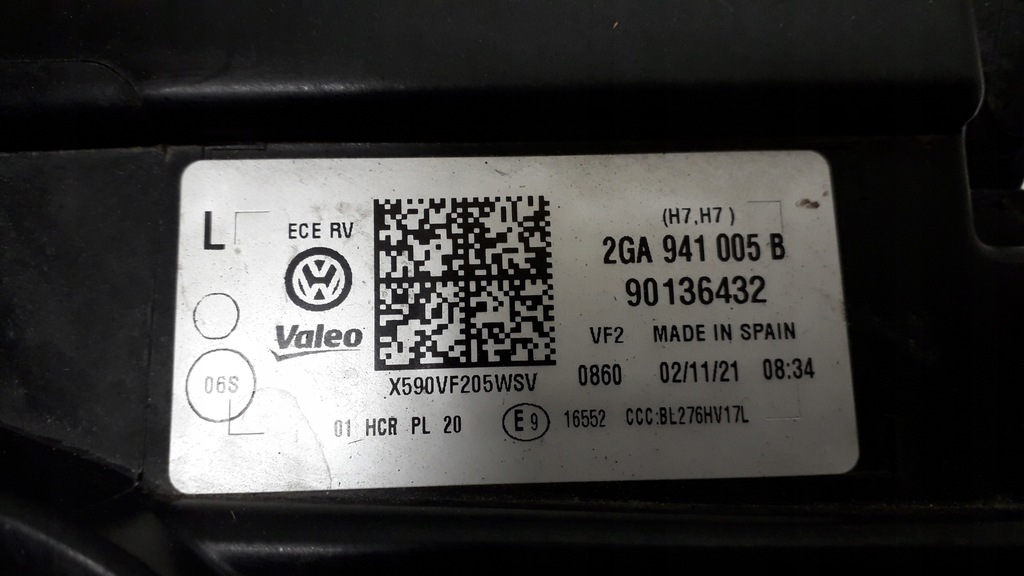 L
ECE RV
VW
Valeo
06S
X590VF205WSV
(H7,H7 )
2GA 941 005 B
90136432
VF2 MADE IN SPAIN
0860 02/11/21 08:34
01 HCR PL 20 E9 16552 CCC:BL276HV17L